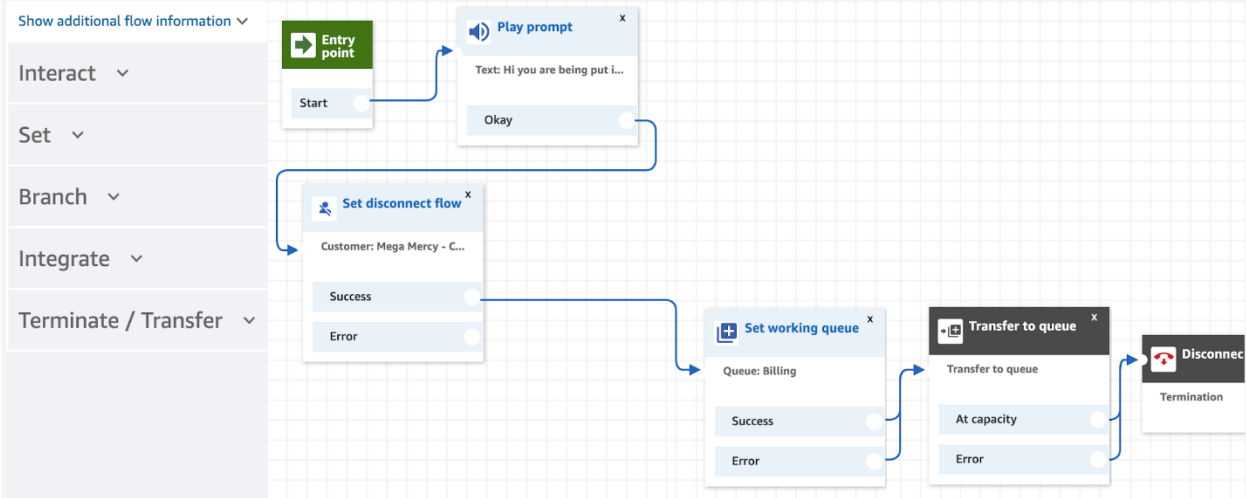 Show additional flow information
Interact
Set
Branch
Integrate
Terminate / Transfer
Entry
point
Start
Play prompt
x
Text: Hi you are being put i...
Okay
Set disconnect flow
x
Customer: Mega Mercy - C...
Success
Error
Set working queue
x
Queue: Billing
Success
Error
Transfer to queue
x
Transfer to queue
At capacity
Error
Disconnec
Termination